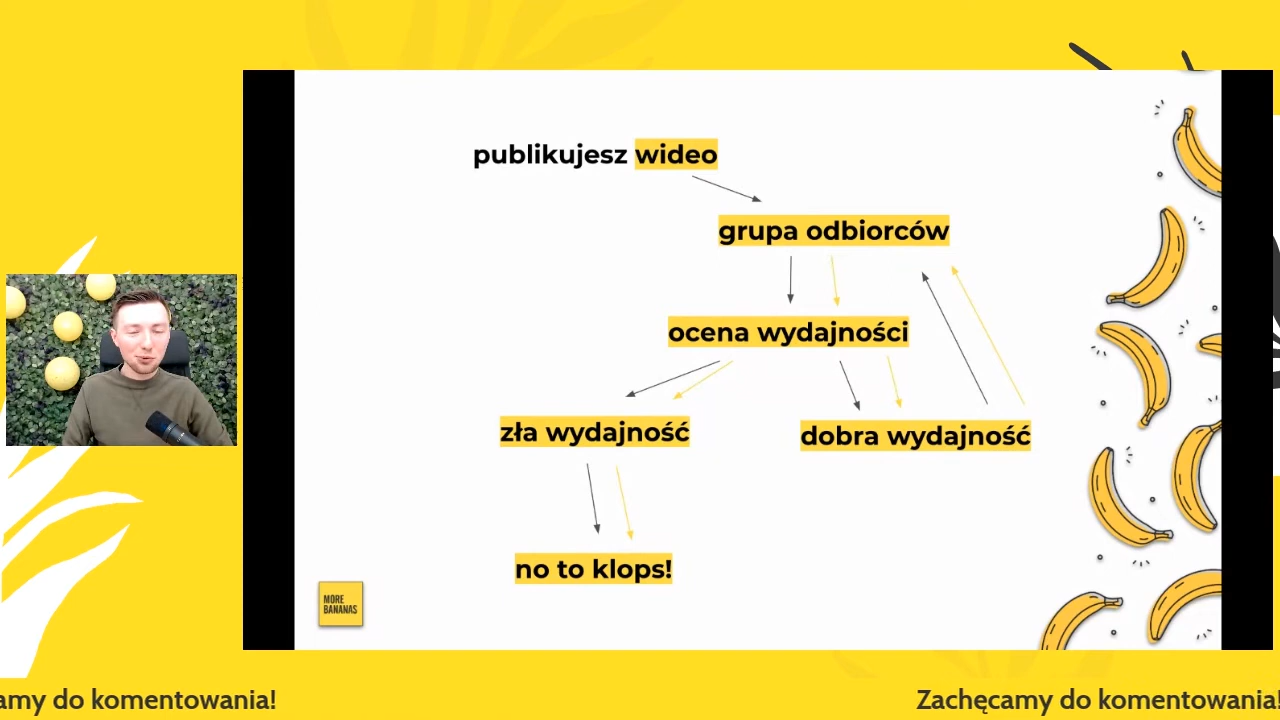 publikujesz wideo
grupa odbiorców
ocena wydajności
zła wydajność
dobra wydajność
no to klops!
MORE
BANANAS
amy do komentowania!
Zachęcamy do komentowania!